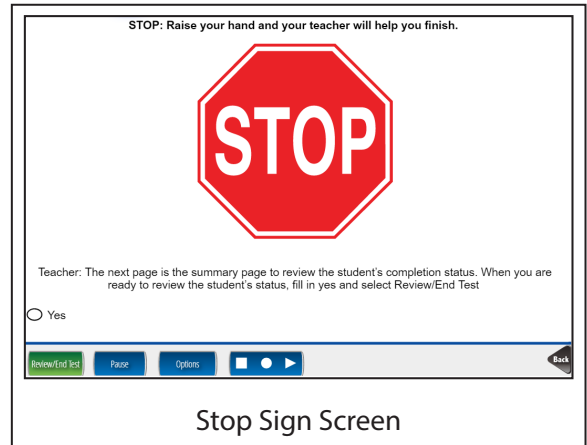 STOP: Raise your hand and your teacher will help you finish.
STOP
Teacher: The next page is the summary page to review the student's completion status. When you are
ready to review the student's status, fill in yes and select Review/End Test
Yes
Review/End Test Pause Options Back
Stop Sign Screen